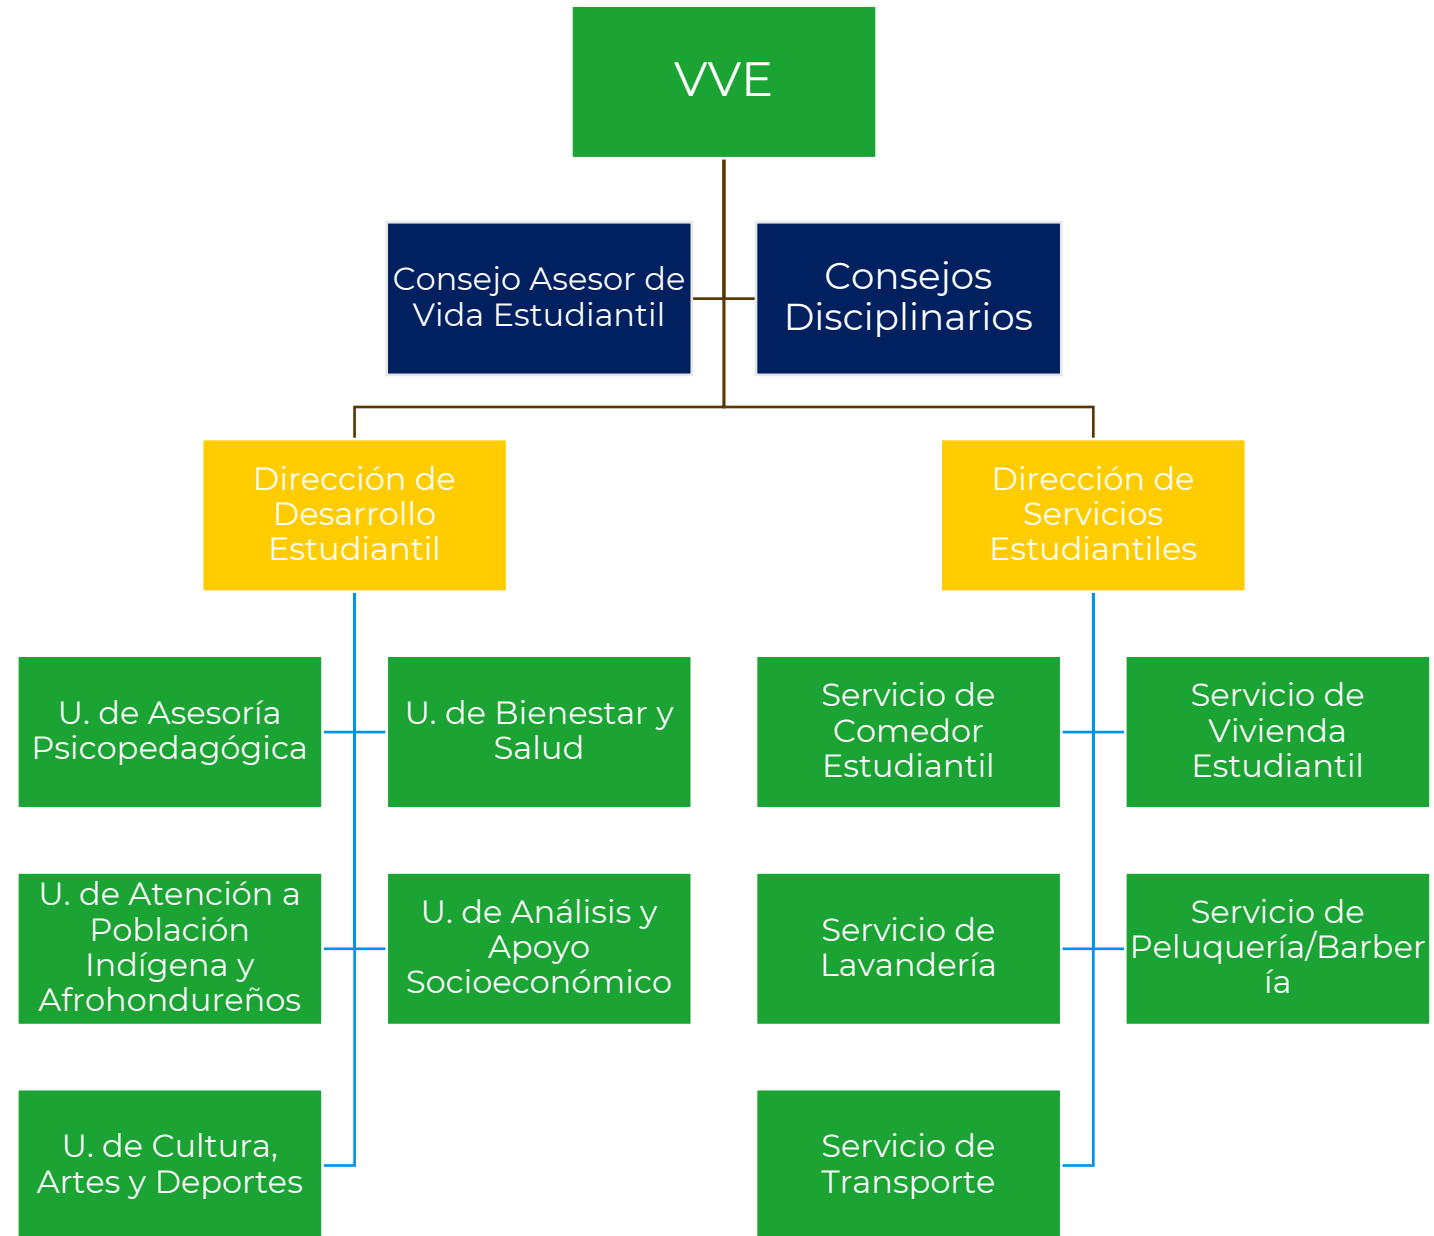 VVE
Consejo Asesor de
Vida Estudiantil
Consejos
Disciplinarios
Dirección de
Desarrollo
Estudiantil
Dirección de
Servicios
Estudiantiles
U. de Asesoría
Psicopedagógica
U. de Bienestar y
Salud
Servicio de
Comedor
Estudiantil
Servicio de
Vivienda
Estudiantil
U. de Atención a
Población
Indígena y
Afrohondureños
U. de Análisis y
Apoyo
Socioeconómico
Servicio de
Lavandería
Servicio de
Peluquería/Barber
ía
U. de Cultura,
Artes y Deportes
Servicio de
Transporte